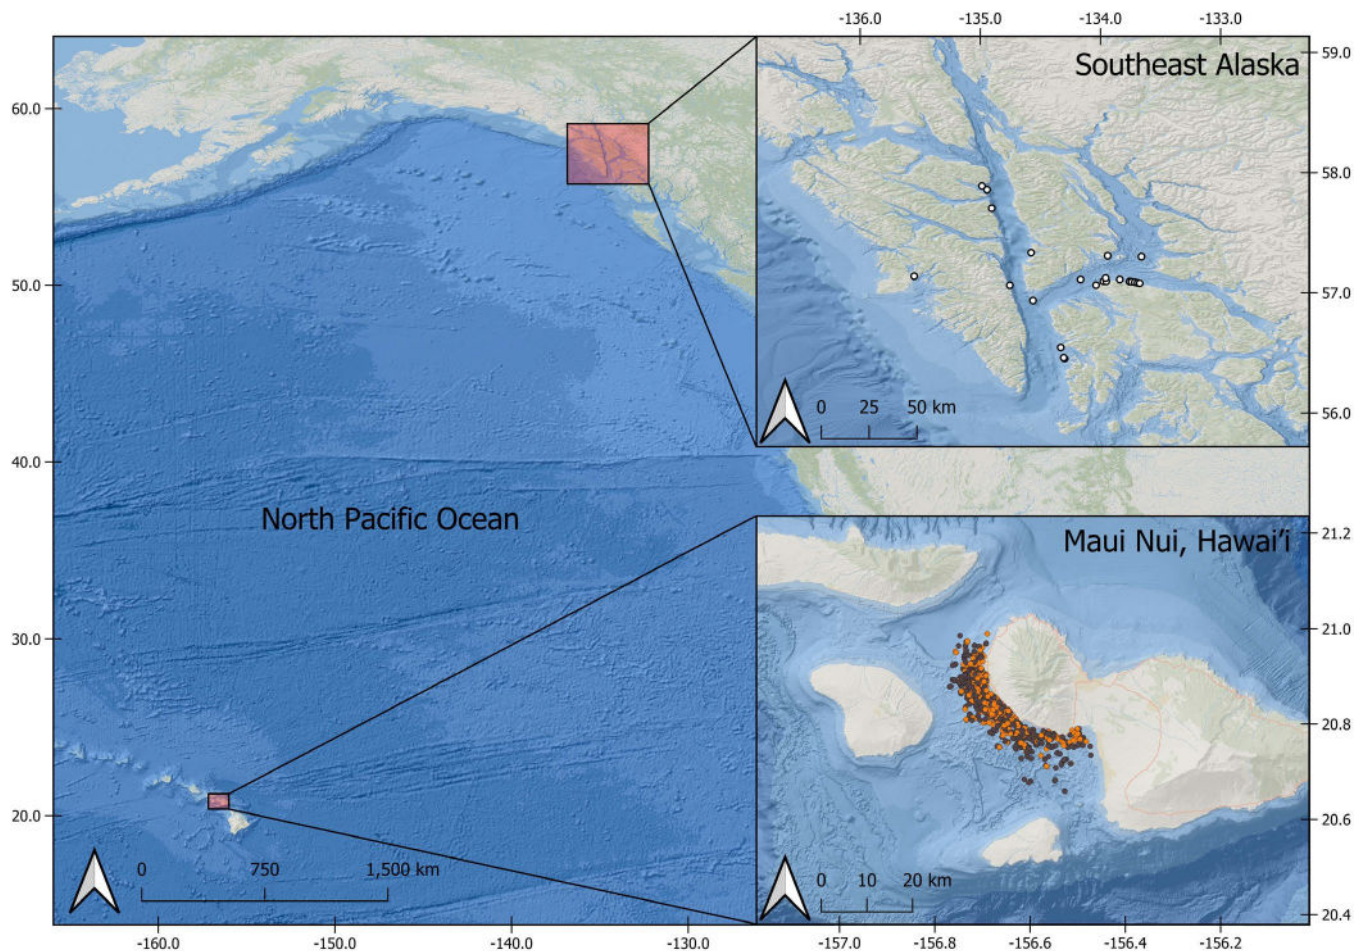 -136.0 -135.0 -134.0 -133.0
Southeast Alaska
59.0
58.0
57.0
56.0
0 25 50 km
60.0
50.0
40.0
30.0
20.0
North Pacific Ocean
Maui Nui, Hawai'i
21.2
21.0
20.8
20.6
20.4
0 10 20 km
0 750 1,500 km
-160.0 -150.0 -140.0 -130.0
-157.0 -156.8 -156.6 -156.4 -156.2